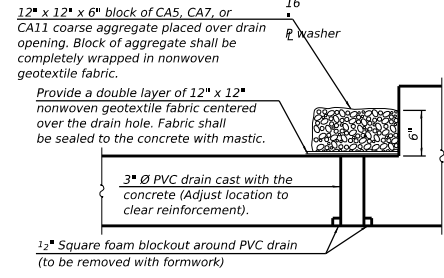 16
12" x 12" x 6" block of CA5, CA7, or
CA11 coarse aggregate placed over drain
opening. Block of aggregate shall be
completely wrapped in nonwoven
geotextile fabric.
℄ washer
Provide a double layer of 12" x 12"
nonwoven geotextile fabric centered
over the drain hole. Fabric shall
be sealed to the concrete with mastic.
6"
3" Ø PVC drain cast with the
concrete (Adjust location to
clear reinforcement).
1/2" Square foam blockout around PVC drain
(to be removed with formwork)